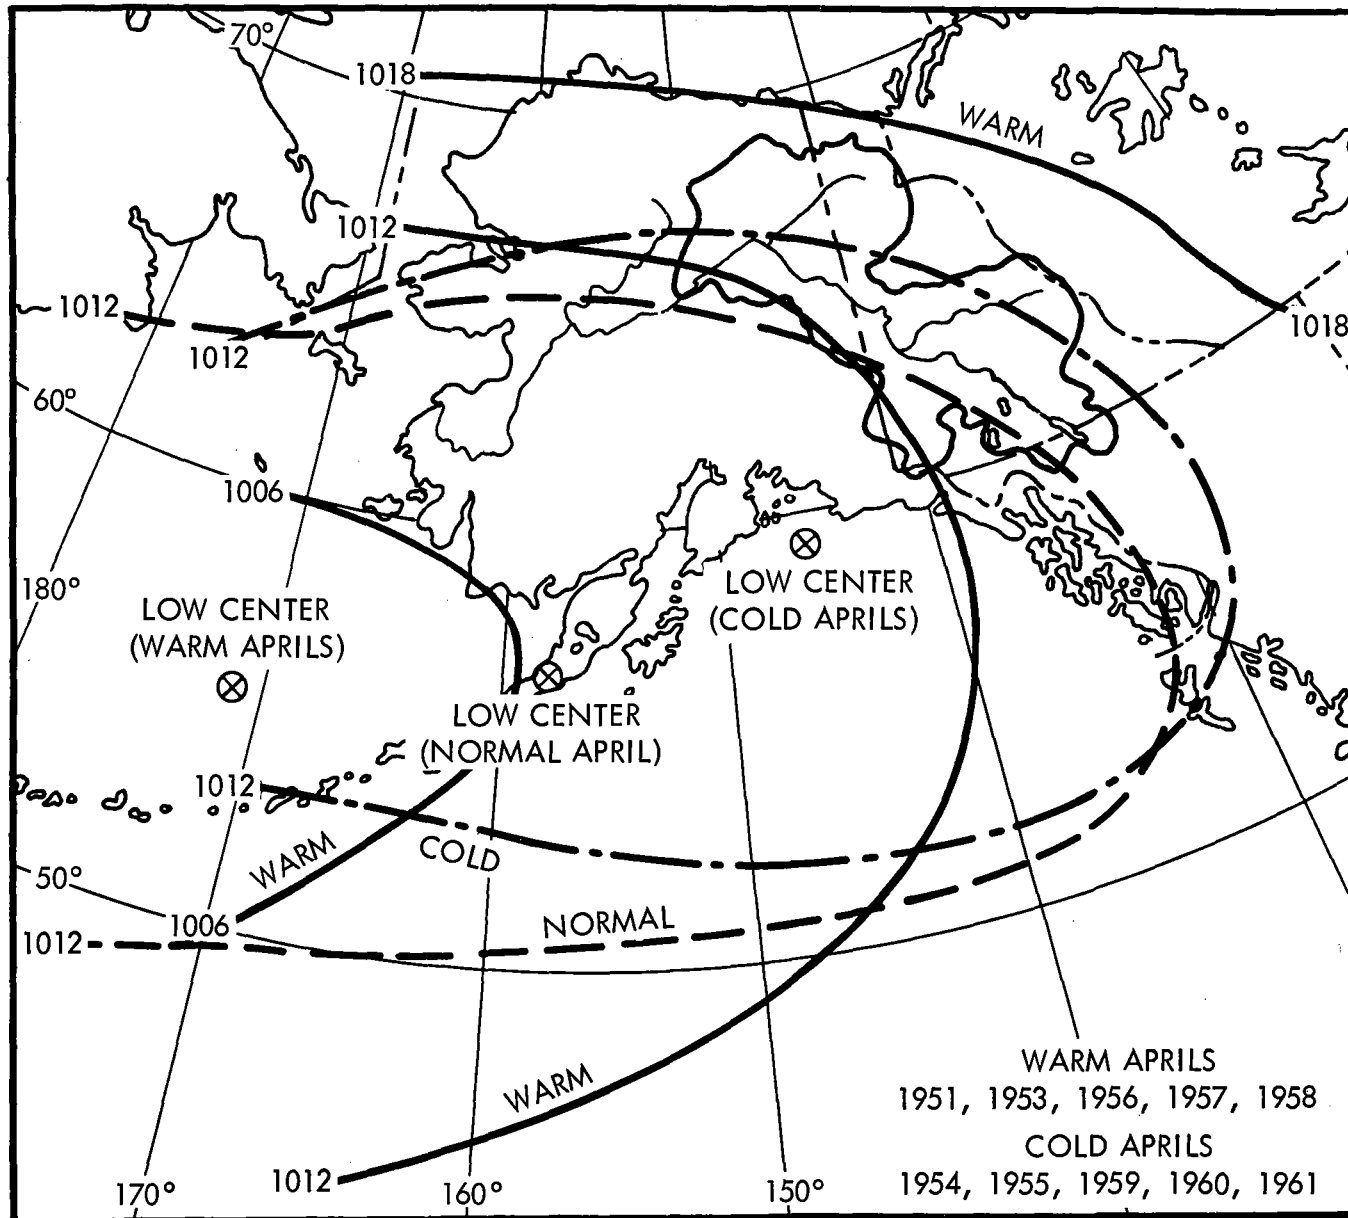 70°
1018
WARM
1012
1012
1012
1018
60°
1006
180°
LOW CENTER
(WARM APRILS)
LOW CENTER
(COLD APRILS)
LOW CENTER
(NORMAL APRIL)
1012
WARM
COLD
50°
1006
NORMAL
1012
WARM
1012
170°
160°
150°
WARM APRILS
1951, 1953, 1956, 1957, 1958
COLD APRILS
1954, 1955, 1959, 1960, 1961